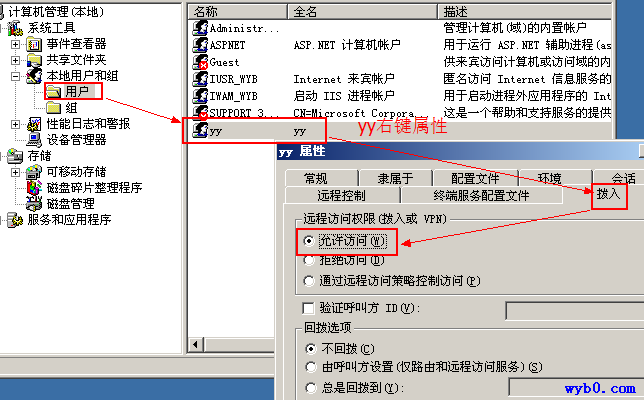 计算机管理(本地)
系统工具
事件查看器
共享文件夹
本地用户和组
用户
组
性能日志和警报
设备管理器
存储
可移动存储
磁盘碎片整理程序
磁盘管理
服务和应用程序
名称 全名 描述
Administr... 管理计算机(域)的内置帐户
ASPNET ASP.NET 计算机帐户 用于运行 ASP.NET 辅助进程(as
Guest 供来宾访问计算机或访问域的内
IUSR_WYB Internet 来宾帐户 匿名访问 Internet 信息服务的
IWAM_WYB 启动 IIS 进程帐户 用于启动进程外应用程序的 Int
SUPPORT_3... CN=Microsoft Corpora... 这是一个帮助和支持服务的提供
yy yy
yy右键属性
yy 属性
常规 隶属于 配置文件 环境 会话
远程控制 终端服务配置文件 拨入
远程访问权限(拨入或 VPN)
允许访问(W)
拒绝访问(D)
通过远程访问策略控制访问(P)
验证呼叫方 ID(V):
回拨选项
不回拨(C)
由呼叫方设置(仅路由和远程访问服务)(S)
总是回拨到(Y):
wyb0.com